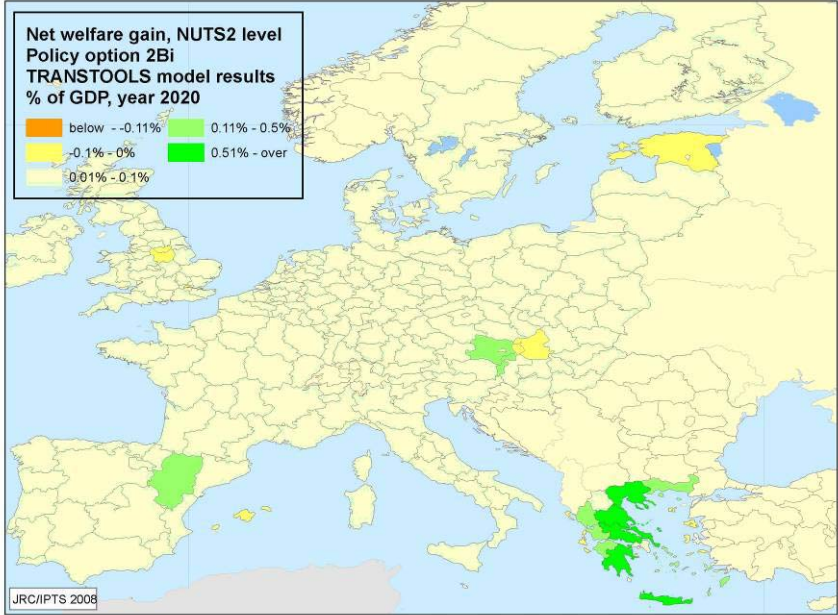 Net welfare gain, NUTS2 level
Policy option 2Bi
TRANSTOOLS model results
% of GDP, year 2020
below - -0.11%
0.11% - 0.5%
-0.1% - 0%
0.51% - over
0.01% - 0.1%
JRC/IPTS 2008